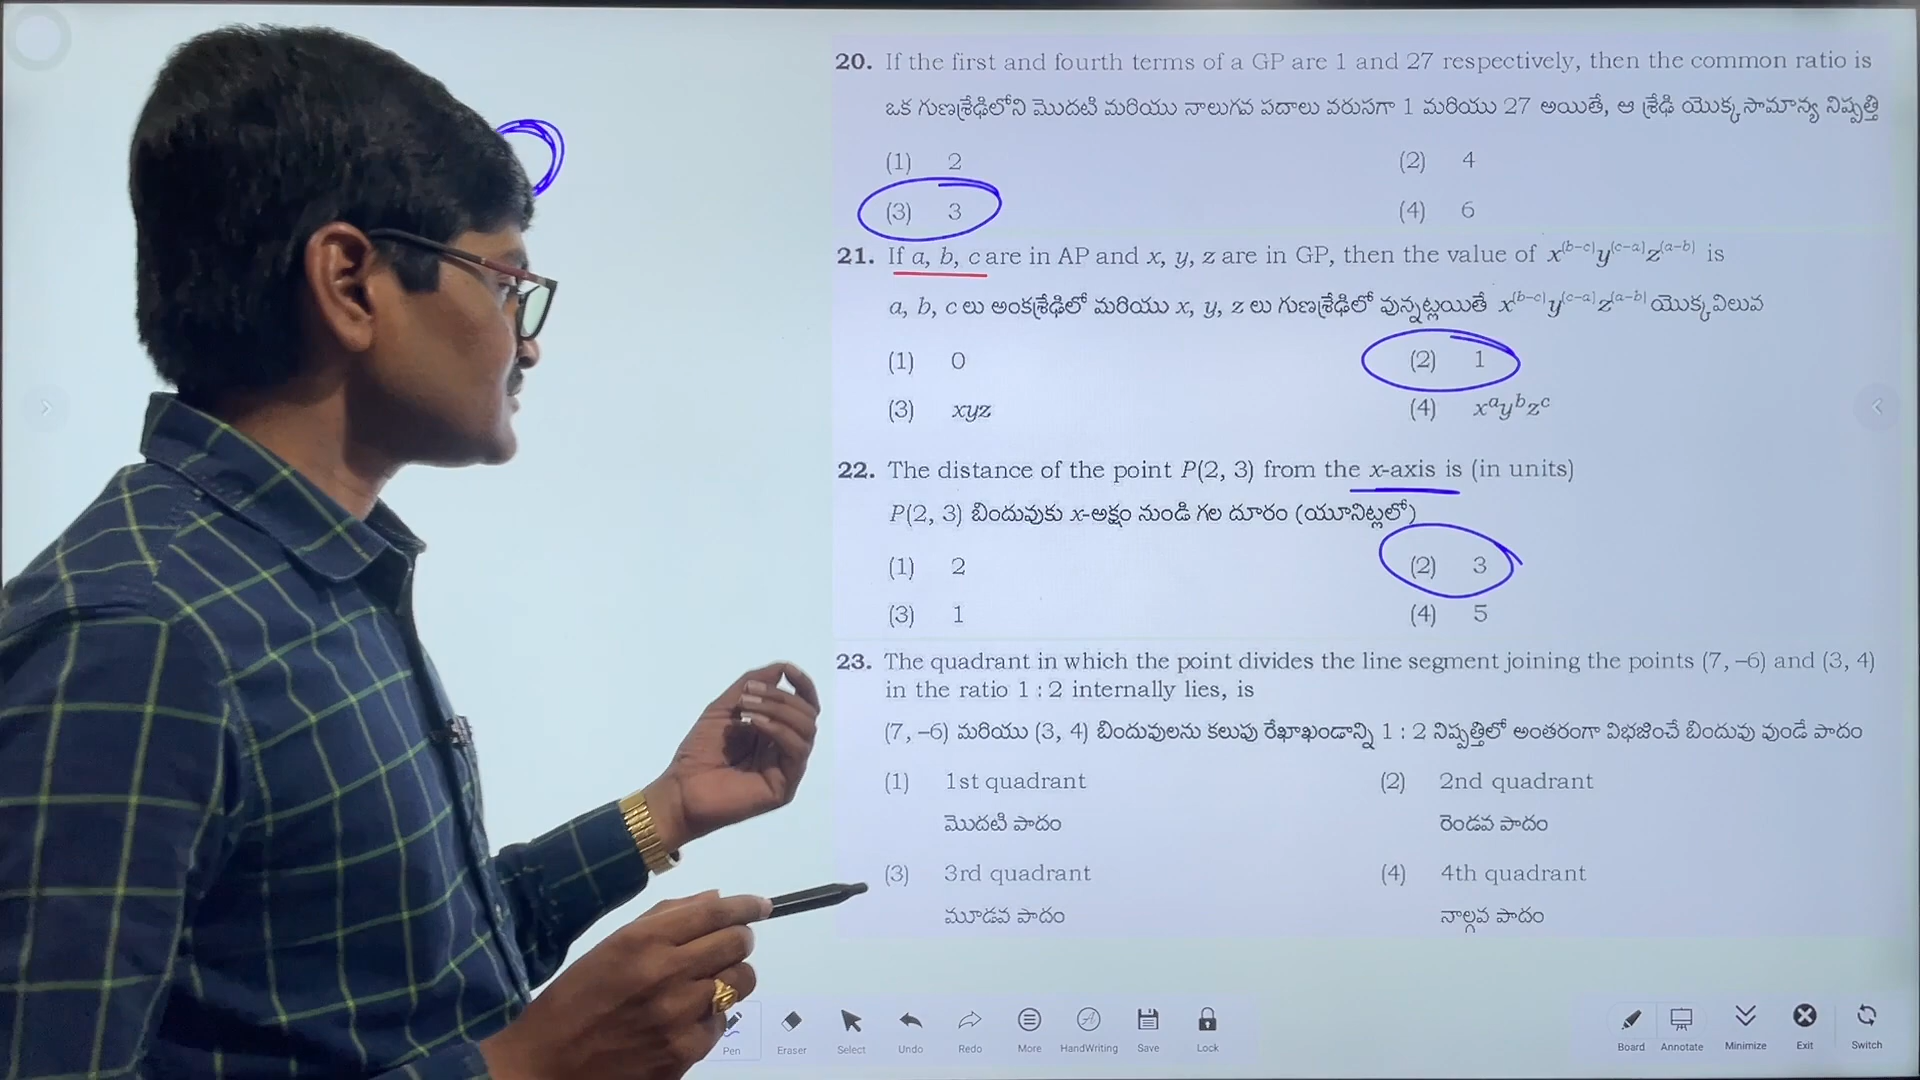 20. If the first and fourth terms of a GP are 1 and 27 respectively, then the common ratio is
ఒక గుణశ్రేఢిలోని మొదటి మరియు నాలుగవ పదాలు వరుసగా 1 మరియు 27 అయితే, ఆ శ్రేఢి యొక్క సామాన్య నిష్పత్తి
(1) 2 (2) 4
(3) 3 (4) 6
21. If a, b, c are in AP and x, y, z are in GP, then the value of x^(b−c) y^(c−a) z^(a−b) is
a, b, c లు అంకశ్రేఢిలో మరియు x, y, z లు గుణశ్రేఢిలో వున్నట్లయితే x^(b−c) y^(c−a) z^(a−b) యొక్క విలువ
(1) 0 (2) 1
(3) xyz (4) x^a y^b z^c
22. The distance of the point P(2, 3) from the x-axis is (in units)
P(2, 3) బిందువుకు x-అక్షం నుండి గల దూరం (యూనిట్లలో)
(1) 2 (2) 3
(3) 1 (4) 5
23. The quadrant in which the point divides the line segment joining the points (7, −6) and (3, 4)
in the ratio 1 : 2 internally lies, is
(7, −6) మరియు (3, 4) బిందువులను కలుపు రేఖాఖండాన్ని 1 : 2 నిష్పత్తిలో అంతరంగా విభజించే బిందువు వుండే పాదం
(1) 1st quadrant (2) 2nd quadrant
మొదటి పాదం రెండవ పాదం
(3) 3rd quadrant (4) 4th quadrant
మూడవ పాదం నాల్గవ పాదం
Pen Eraser Select Undo Redo More HandWriting Save Lock Board Annotate Minimize Exit Switch